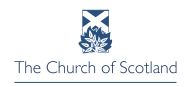 The Church of Scotland